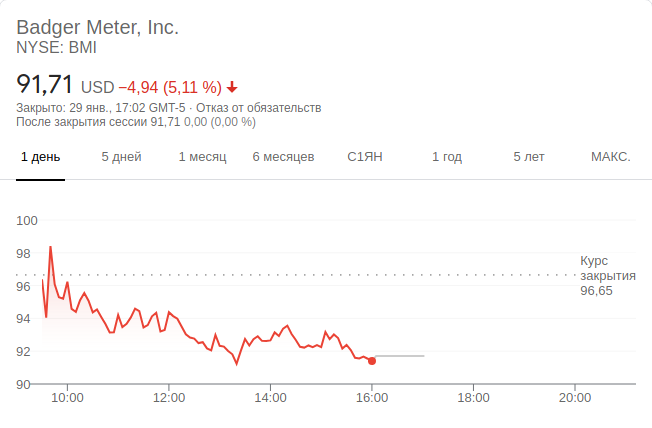 Badger Meter, Inc.
NYSE: BMI
91,71 USD −4,94 (5,11 %)
Закрыто: 29 янв., 17:02 GMT-5 · Отказ от обязательств
После закрытия сессии 91,71 0,00 (0,00 %)
1 день 5 дней 1 месяц 6 месяцев С1ЯН 1 год 5 лет МАКС.
100
98
Курс
закрытия
96,65
96
94
92
90
10:00 12:00 14:00 16:00 18:00 20:00